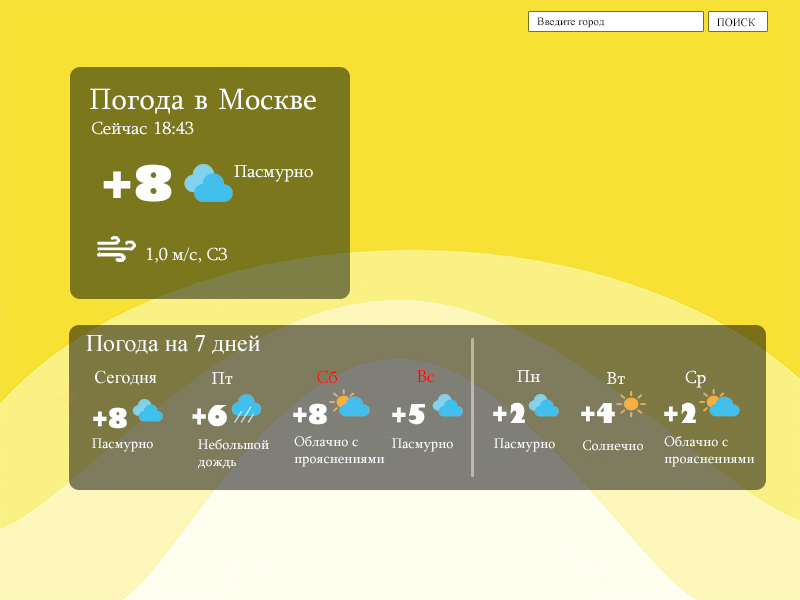 Введите город
ПОИСК
Погода в Москве
Сейчас 18:43
+8 Пасмурно
1,0 м/с, СЗ
Погода на 7 дней
Сегодня Пт Сб Вс Пн Вт Ср
+8 +6 +8 +5 +2 +4 +2
Пасмурно Небольшой Облачно с Пасмурно Пасмурно Солнечно Облачно с
дождь прояснениями прояснениями